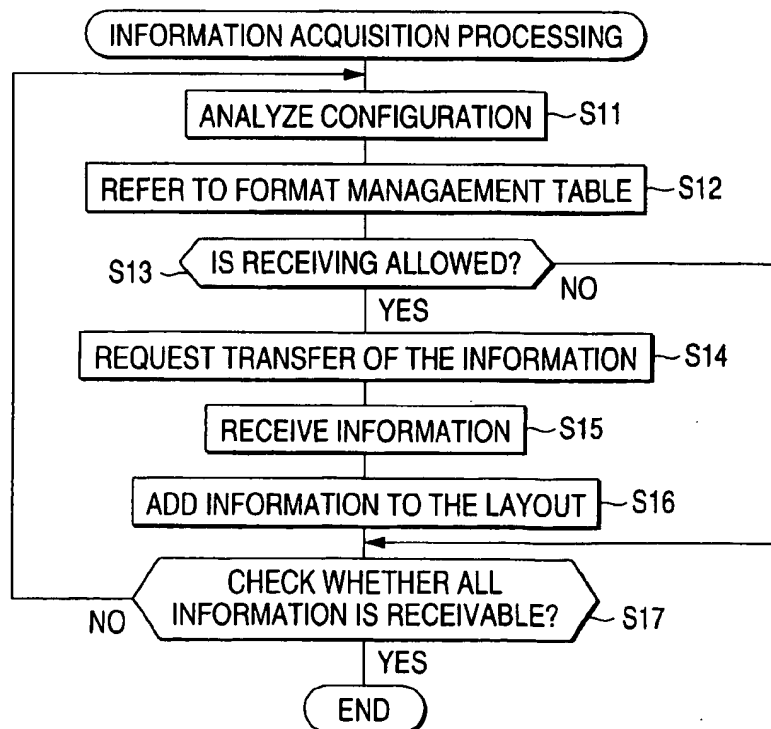 INFORMATION ACQUISITION PROCESSING
ANALYZE CONFIGURATION
S11
REFER TO FORMAT MANAGAEMENT TABLE
S12
S13
IS RECEIVING ALLOWED?
NO
YES
REQUEST TRANSFER OF THE INFORMATION
S14
RECEIVE INFORMATION
S15
ADD INFORMATION TO THE LAYOUT
S16
CHECK WHETHER ALL
INFORMATION IS RECEIVABLE?
S17
NO
YES
END